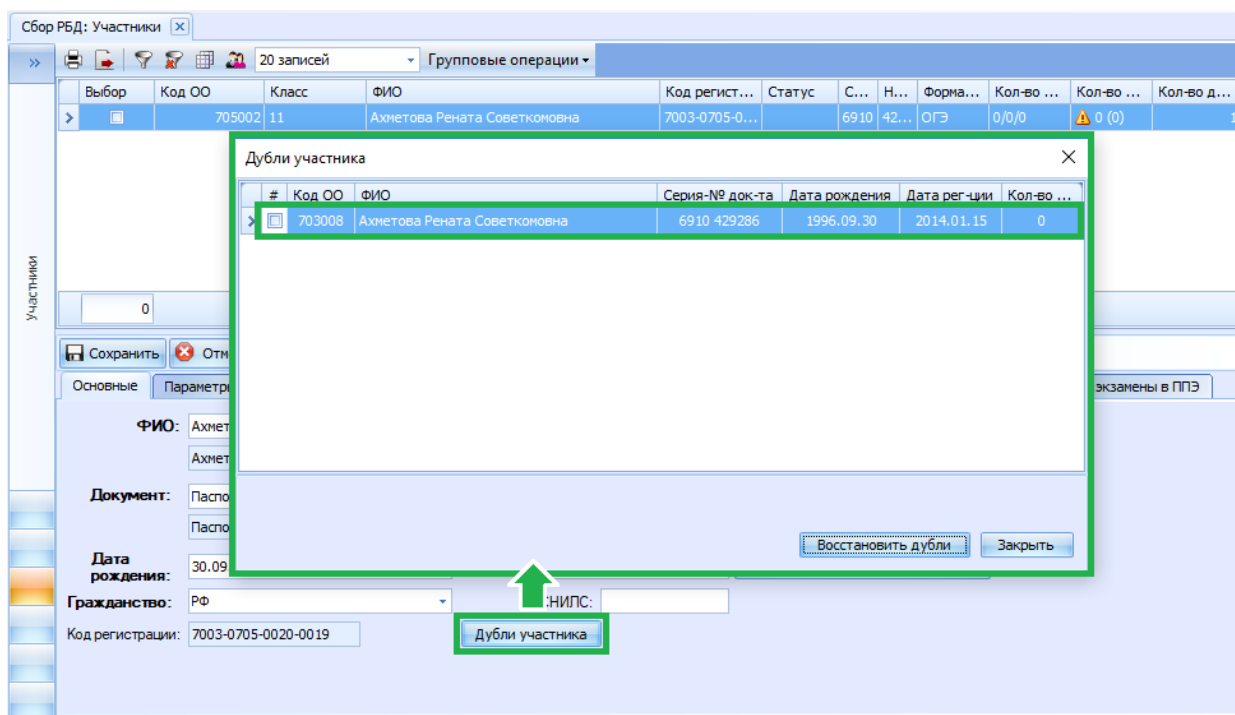 Сбор РБД: Участники
20 записей Групповые операции
Выбор Код ОО Класс ФИО Код регист... Статус С... Н... Форма... Кол-во ... Кол-во ... Кол-во д...
705002 11 Ахметова Рената Советкомовна 7003-0705-0... 6910 42... ОГЭ 0/0/0 0 (0) 1
Дубли участника
# Код ОО ФИО Серия-№ док-та Дата рождения Дата рег-ции Кол-во ...
703008 Ахметова Рената Советкомовна 6910 429286 1996.09.30 2014.01.15 0
Участники
0
Сохранить Отм
Основные Параметры экзамены в ППЭ
ФИО: Ахмет
Ахмет
Документ: Паспо
Паспо
Восстановить дубли Закрыть
Дата
рождения: 30.09
Гражданство: РФ СНИЛС:
Код регистрации: 7003-0705-0020-0019 Дубли участника